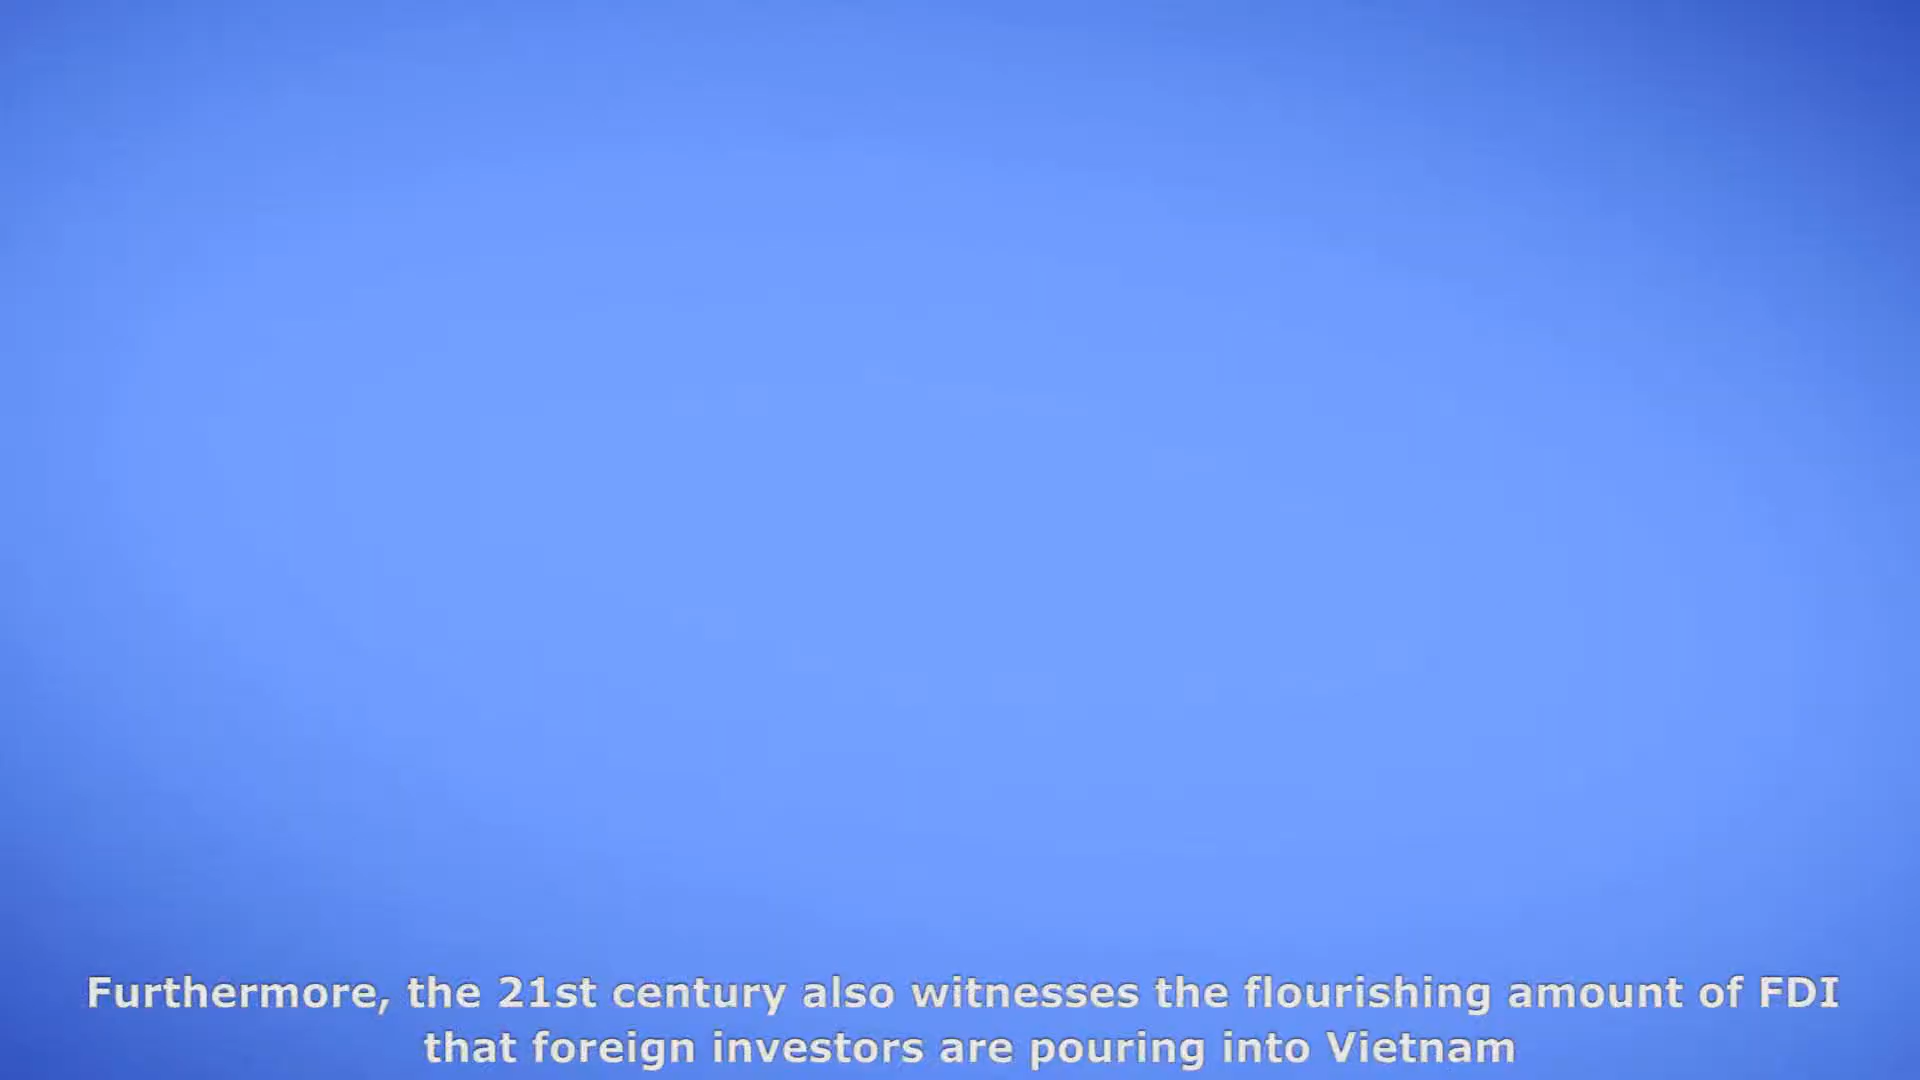 Furthermore, the 21st century also witnesses the flourishing amount of FDI
that foreign investors are pouring into Vietnam